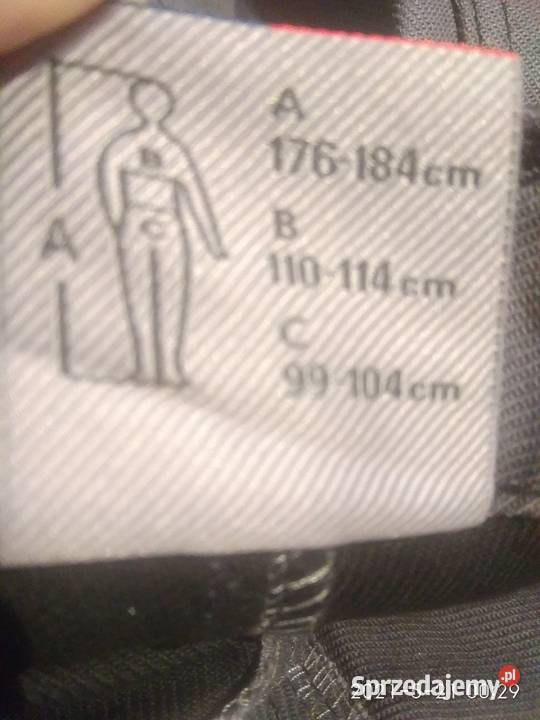 A
176-184cm
B
110-114cm
C
99-104cm
A
B
C
Sprzedajemy.pl